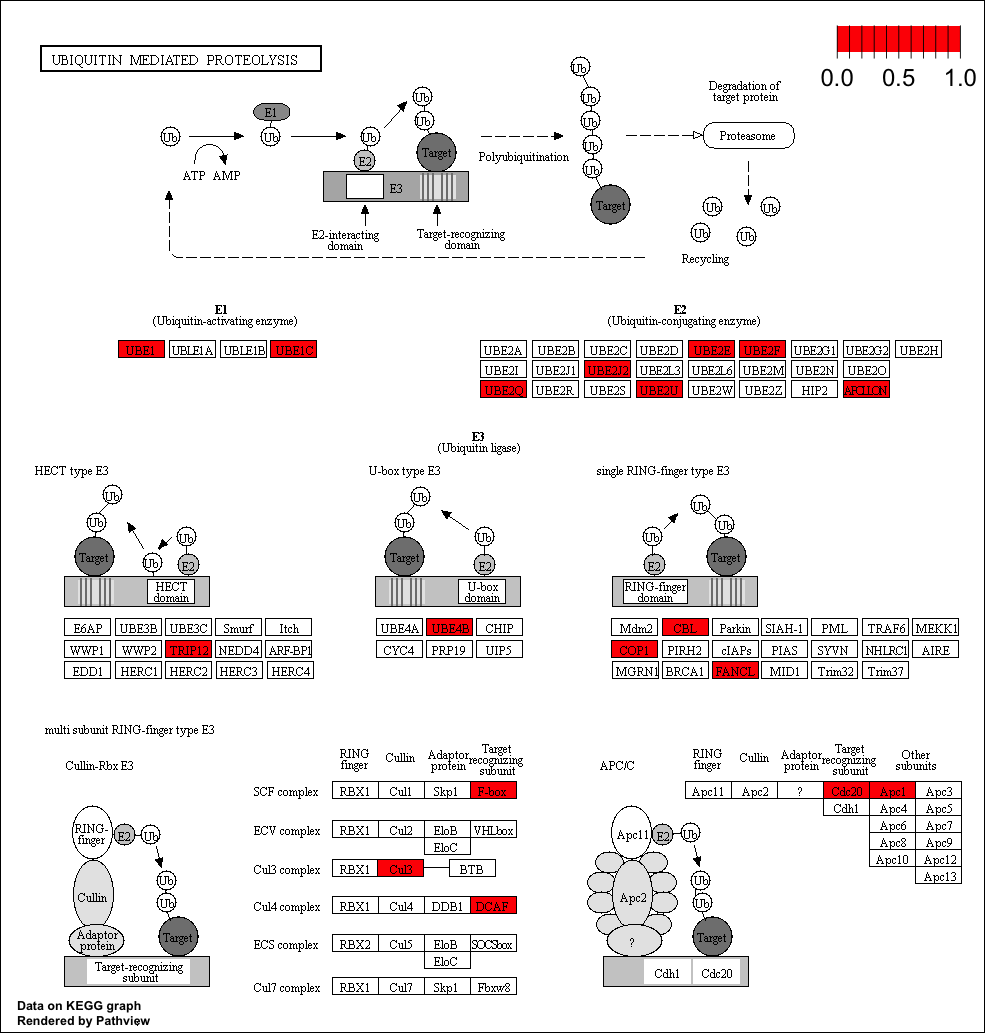 UBIQUITIN MEDIATED PROTEOLYSIS
0.0 0.5 1.0
Degradation of
target protein
Ub
E1
Ub
Ub
E2
Ub
Ub
Target
E3
ATP AMP
E2-interacting
domain
Target-recognizing
domain
Polyubiquitination
Ub
Ub
Ub
Ub
Ub
Target
Proteasome
Ub
Ub
Ub
Ub
Recycling
E1
(Ubiquitin-activating enzyme)
UBE1 UBLE1A UBLE1B UBE1C
E2
(Ubiquitin-conjugating enzyme)
UBE2A UBE2B UBE2C UBE2D UBE2E UBE2F UBE2G1 UBE2G2 UBE2H
UBE2I UBE2J1 UBE2J2 UBE2L3 UBE2L6 UBE2M UBE2N UBE2O
UBE2Q UBE2R UBE2S UBE2U UBE2W UBE2Z HIP2 APOLLON
E3
(Ubiquitin ligase)
HECT type E3
Ub
Ub
Target
Ub
Ub
E2
HECT
domain
E6AP UBE3B UBE3C Smurf Itch
WWP1 WWP2 TRIP12 NEDD4 ARF-BP1
EDD1 HERC1 HERC2 HERC3 HERC4
U-box type E3
Ub
Ub
Target
Ub
E2
U-box
domain
UBE4A UBE4B CHIP
CYC4 PRP19 UIP5
single RING-finger type E3
Ub
Ub
Ub
E2
Target
RING-finger
domain
Mdm2 CBL Parkin SIAH-1 PML TRAF6 MEKK1
COP1 PIRH2 cIAPs PIAS SYVN NHLRC1 AIRE
MGRN1 BRCA1 FANCL MID1 Trim32 Trim37
multi subunit RING-finger type E3
Cullin-Rbx E3
RING-
finger
E2
Ub
Cullin
Ub
Ub
Adaptor
protein
Target
Target-recognizing
subunit
RING
finger
Cullin
Adaptor
protein
Target
recognizing
subunit
SCF complex RBX1 Cul1 Skp1 F-box
ECV complex RBX1 Cul2 EloB VHLbox
EloC
Cul3 complex RBX1 Cul3 BTB
Cul4 complex RBX1 Cul4 DDB1 DCAF
ECS complex RBX2 Cul5 EloB SOCSbox
EloC
Cul7 complex RBX1 Cul7 Skp1 Fbxw8
APC/C
RING
finger
Cullin
Adaptor
protein
Target
recognizing
subunit
Other
subunits
Apc11 Apc2 ? Cdc20 Apc1 Apc3
Cdh1 Apc4 Apc5
Apc6 Apc7
Apc8 Apc9
Apc10 Apc12
Apc13
Apc11
E2
Ub
Apc2
Ub
Ub
?
Target
Cdh1 Cdc20
Data on KEGG graph
Rendered by Pathview